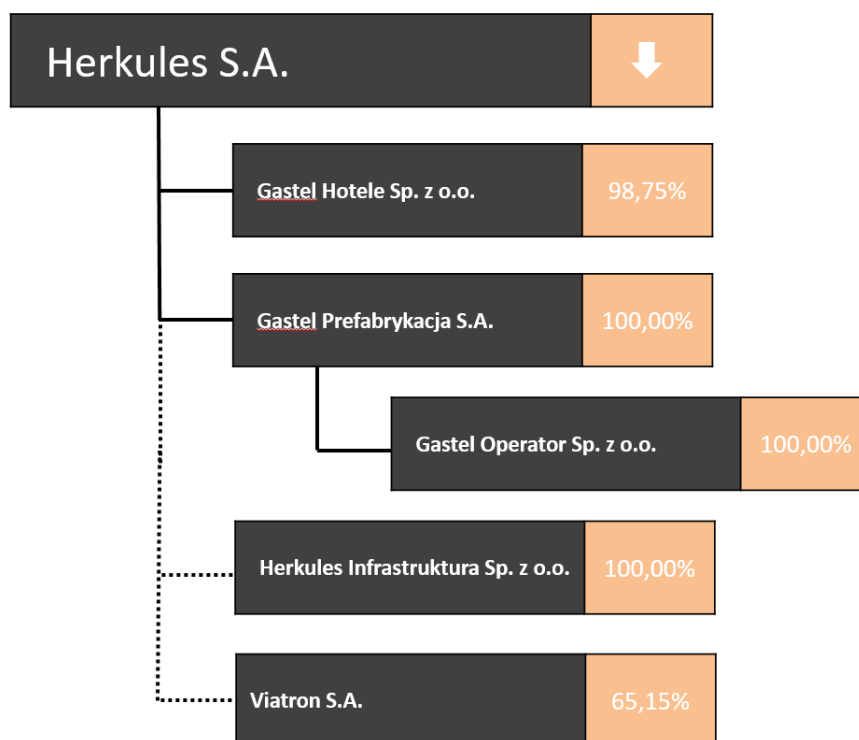 Herkules S.A.
Gastel Hotele Sp. z o.o. 98,75%
Gastel Prefabrykacja S.A. 100,00%
Gastel Operator Sp. z o.o. 100,00%
Herkules Infrastruktura Sp. z o.o. 100,00%
Viatron S.A. 65,15%